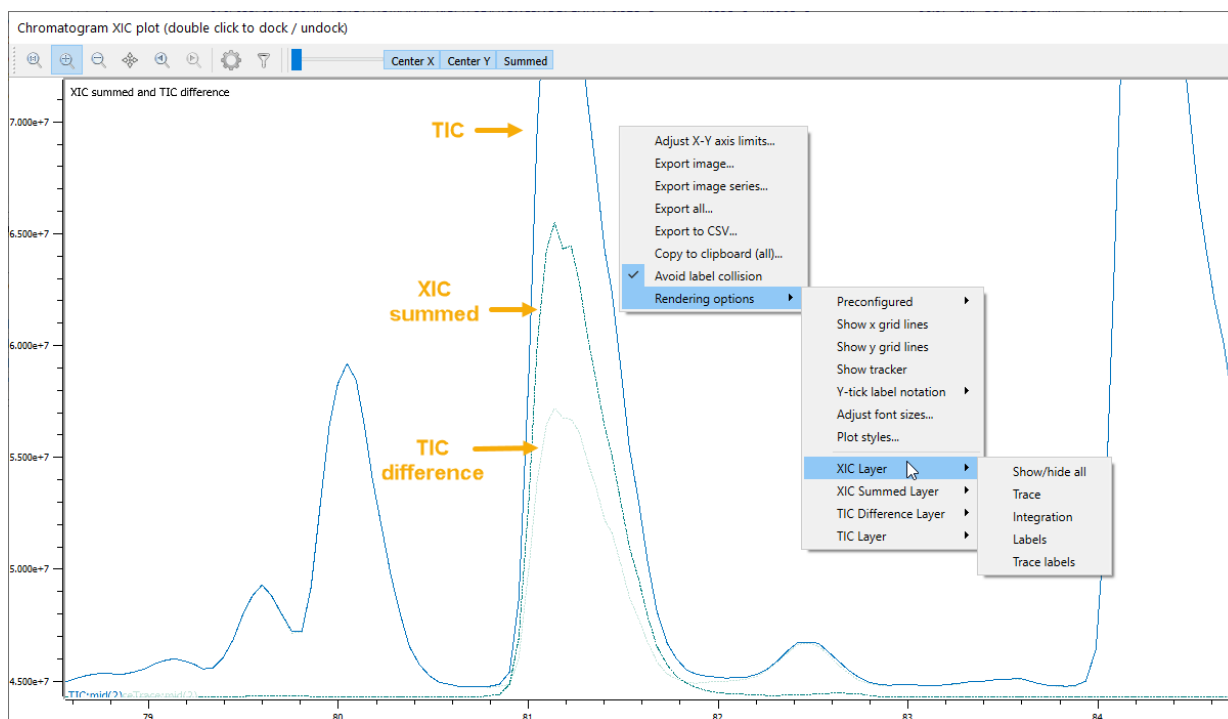 Chromatogram XIC plot (double click to dock / undock)
Center X Center Y Summed
XIC summed and TIC difference
7.000e+7
6.500e+7
6.000e+7
5.500e+7
5.000e+7
4.500e+7
TIC
XIC
summed
TIC
difference
Adjust X-Y axis limits...
Export image...
Export image series...
Export all...
Export to CSV...
Copy to clipboard (all)...
Avoid label collision
Rendering options
Preconfigured
Show x grid lines
Show y grid lines
Show tracker
Y-tick label notation
Adjust font sizes...
Plot styles...
XIC Layer
XIC Summed Layer
TIC Difference Layer
TIC Layer
Show/hide all
Trace
Integration
Labels
Trace labels
TIC:mid(2)
79 80 81 82 83 84